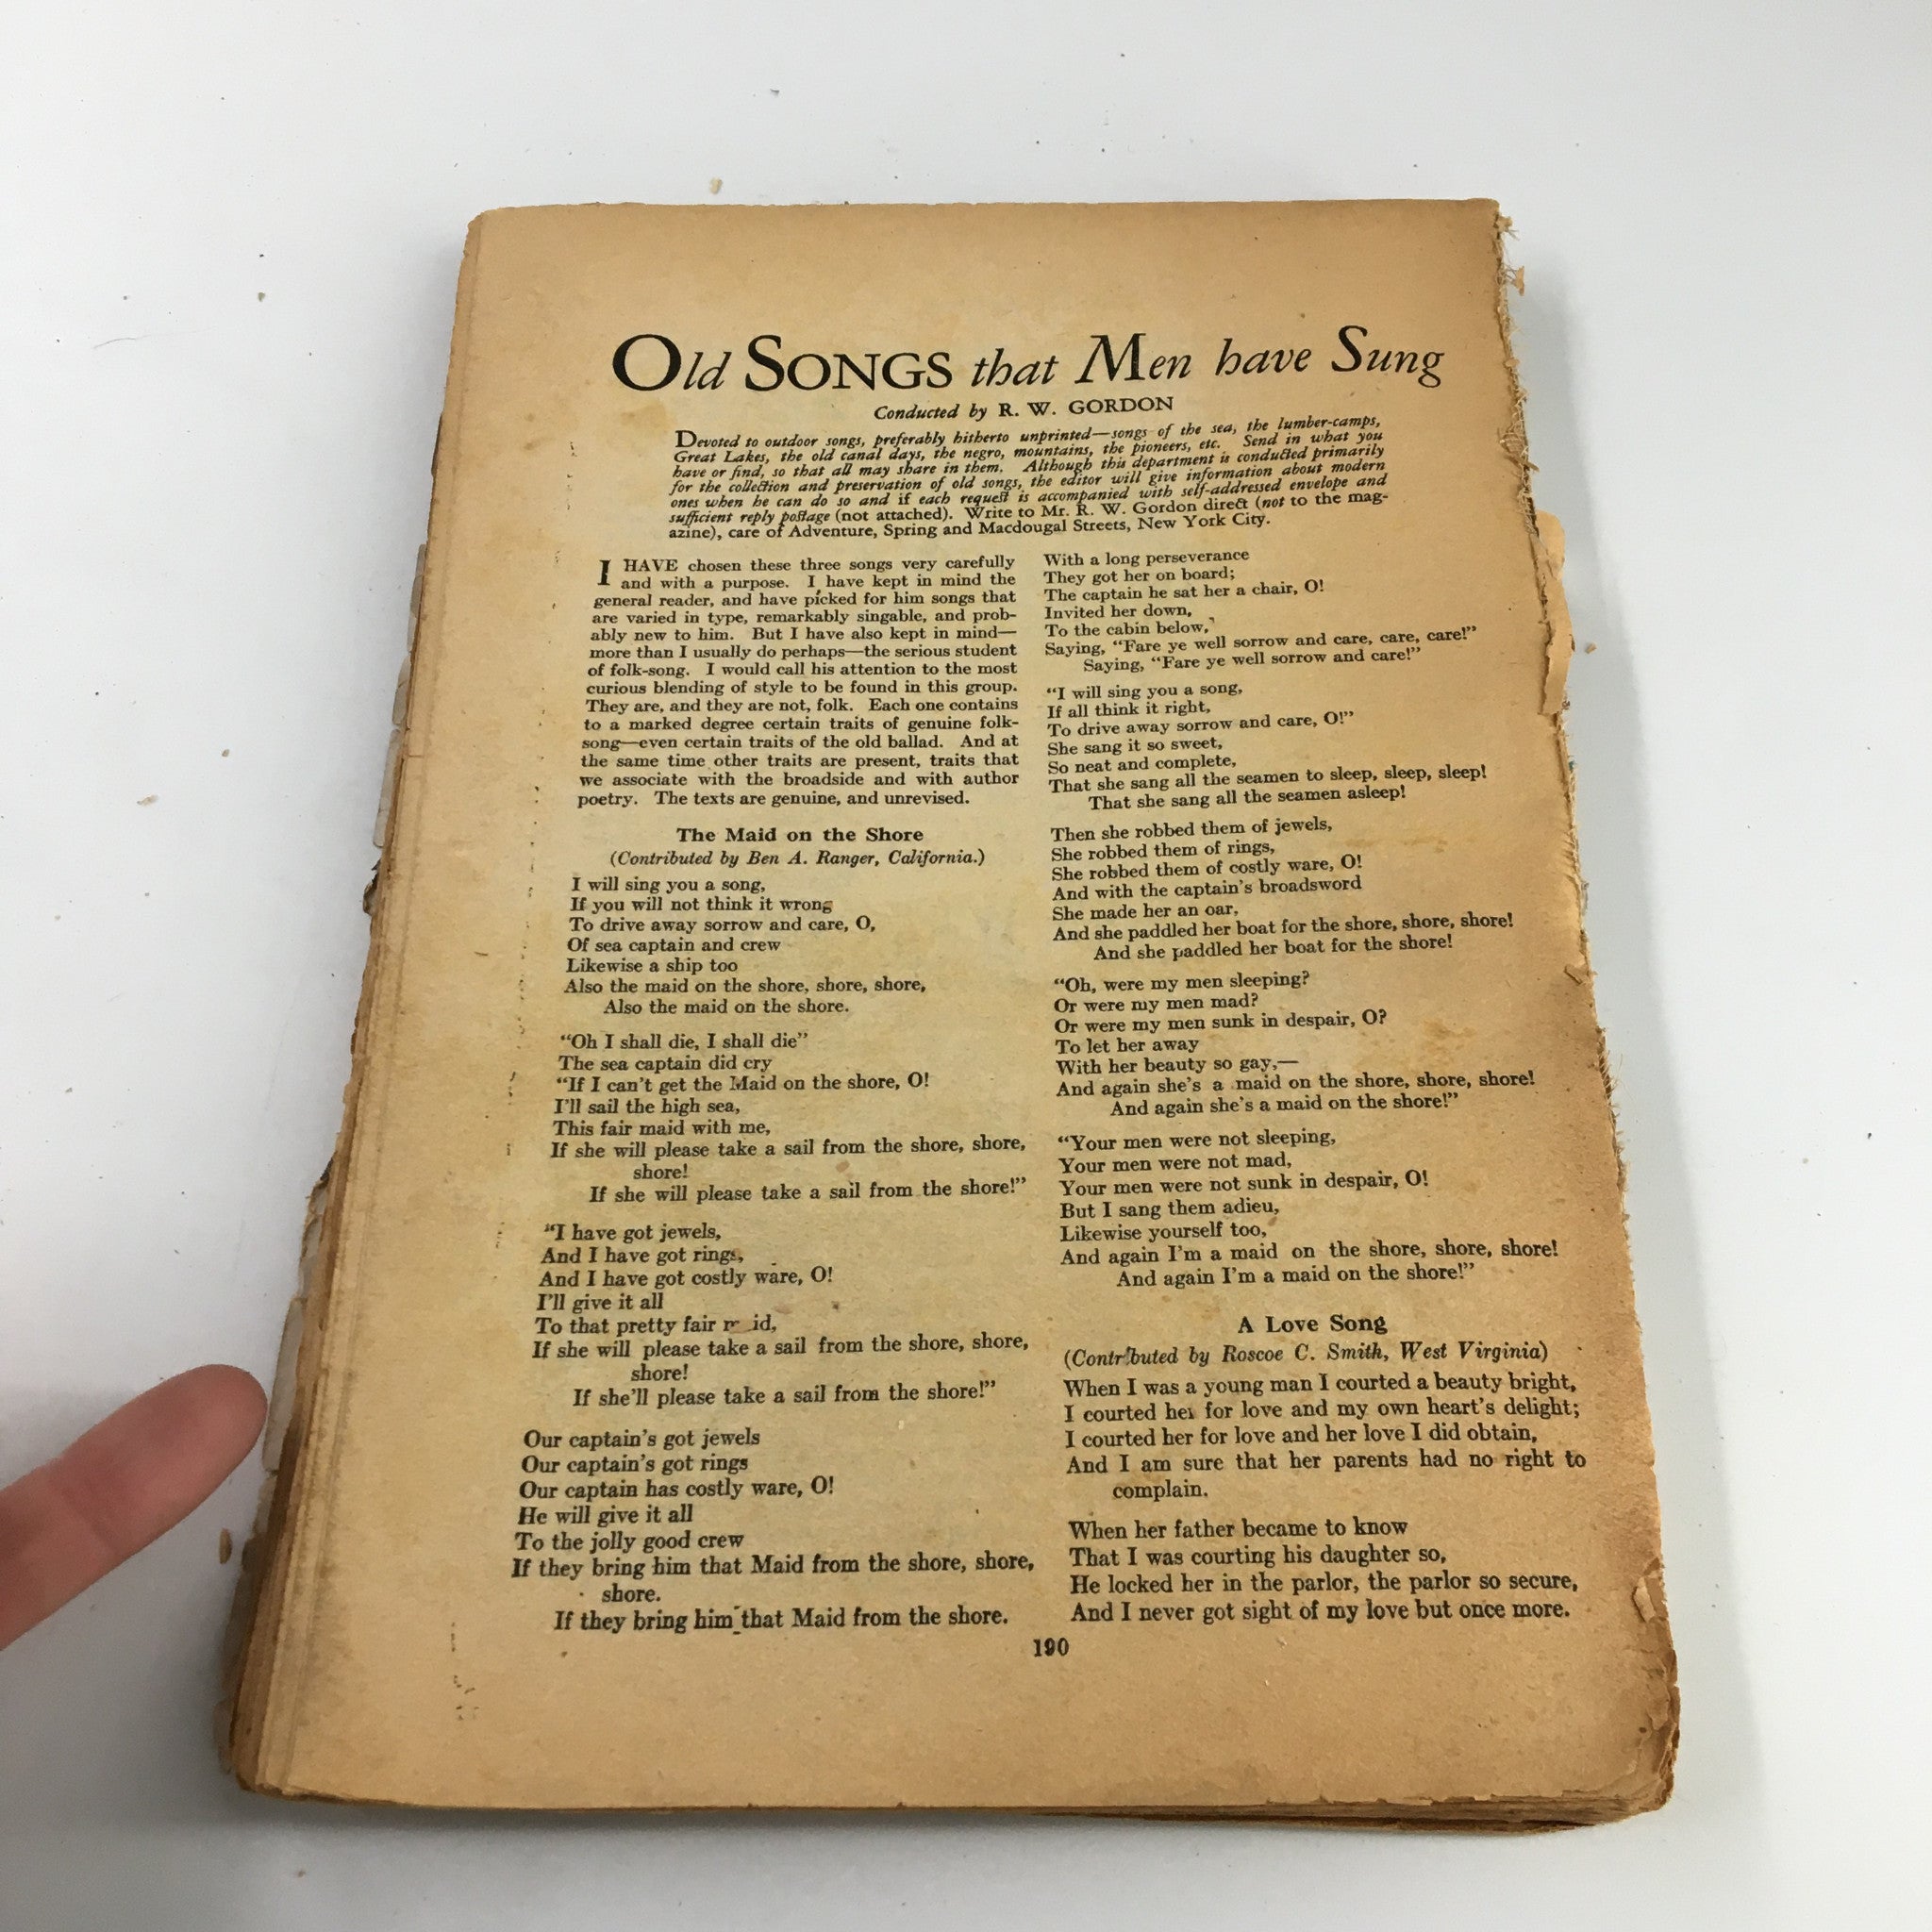 Old SONGS that Men have Sung
Conducted by R. W. GORDON
Devoted to outdoor songs, preferably hitherto unprinted—songs of the sea, the lumber-camps,
Great Lakes, the old canal days, the negro, mountains, the pioneers, etc. Send in what you
have or find, so that all may share in them. Although this department is conducted primarily
for the collection and preservation of old songs, the editor will give information about modern
ones when he can do so and if each request is accompanied with self-addressed envelope and
sufficient reply postage (not attached). Write to Mr. R. W. Gordon direct (not to the mag-
azine), care of Adventure, Spring and Macdougal Streets, New York City.
I HAVE chosen these three songs very carefully
and with a purpose. I have kept in mind the
general reader, and have picked for him songs that
are varied in type, remarkably singable, and prob-
ably new to him. But I have also kept in mind—
more than I usually do perhaps—the serious student
of folk-song. I would call his attention to the most
curious blending of style to be found in this group.
They are, and they are not, folk. Each one contains
to a marked degree certain traits of genuine folk-
song—even certain traits of the old ballad. And at
the same time other traits are present, traits that
we associate with the broadside and with author
poetry. The texts are genuine, and unrevised.
The Maid on the Shore
(Contributed by Ben A. Ranger, California.)
I will sing you a song,
If you will not think it wrong
To drive away sorrow and care, O,
Of sea captain and crew
Likewise a ship too
Also the maid on the shore, shore, shore,
Also the maid on the shore.
"Oh I shall die, I shall die"
The sea captain did cry
"If I can't get the Maid on the shore, O!
I'll sail the high sea,
This fair maid with me,
If she will please take a sail from the shore, shore,
shore!
If she will please take a sail from the shore!"
"I have got jewels,
And I have got rings,
And I have got costly ware, O!
I'll give it all
To that pretty fair maid,
If she will please take a sail from the shore, shore,
shore!
If she'll please take a sail from the shore!"
Our captain's got jewels
Our captain's got rings
Our captain has costly ware, O!
He will give it all
To the jolly good crew
If they bring him that Maid from the shore, shore,
shore.
If they bring him that Maid from the shore.
With a long perseverance
They got her on board;
The captain he sat her a chair, O!
Invited her down,
To the cabin below,
Saying, "Fare ye well sorrow and care, care, care!"
Saying, "Fare ye well sorrow and care!"
"I will sing you a song,
If all think it right,
To drive away sorrow and care, O!"
She sang it so sweet,
So neat and complete,
That she sang all the seamen to sleep, sleep, sleep!
That she sang all the seamen asleep!
Then she robbed them of jewels,
She robbed them of rings,
She robbed them of costly ware, O!
And with the captain's broadsword
She made her an oar,
And she paddled her boat for the shore, shore, shore!
And she paddled her boat for the shore!
"Oh, were my men sleeping?
Or were my men mad?
Or were my men sunk in despair, O?
To let her away
With her beauty so gay,—
And again she's a maid on the shore, shore, shore!
And again she's a maid on the shore!"
"Your men were not sleeping,
Your men were not mad,
Your men were not sunk in despair, O!
But I sang them adieu,
Likewise yourself too,
And again I'm a maid on the shore, shore, shore!
And again I'm a maid on the shore!"
A Love Song
(Contributed by Roscoe C. Smith, West Virginia)
When I was a young man I courted a beauty bright,
I courted her for love and my own heart's delight;
I courted her for love and her love I did obtain,
And I am sure that her parents had no right to
complain.
When her father became to know
That I was courting his daughter so,
He locked her in the parlor, the parlor so secure,
And I never got sight of my love but once more.
190